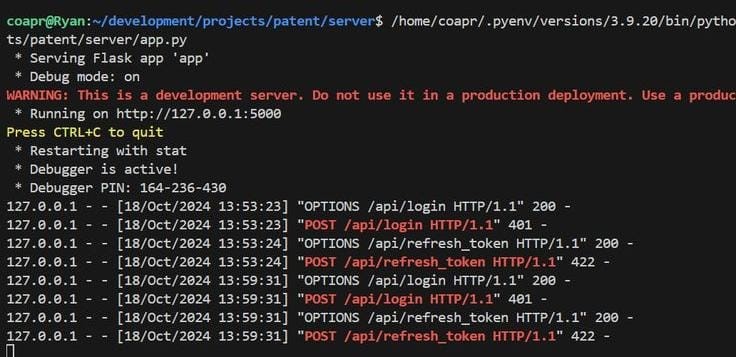 coapr@Ryan:~/development/projects/patent/server$ /home/coapr/.pyenv/versions/3.9.20/bin/pytho
ts/patent/server/app.py
 * Serving Flask app 'app'
 * Debug mode: on
WARNING: This is a development server. Do not use it in a production deployment. Use a produc
 * Running on http://127.0.0.1:5000
Press CTRL+C to quit
 * Restarting with stat
 * Debugger is active!
 * Debugger PIN: 164-236-430
127.0.0.1 - - [18/Oct/2024 13:53:23] "OPTIONS /api/login HTTP/1.1" 200 -
127.0.0.1 - - [18/Oct/2024 13:53:23] "POST /api/login HTTP/1.1" 401 -
127.0.0.1 - - [18/Oct/2024 13:53:24] "OPTIONS /api/refresh_token HTTP/1.1" 200 -
127.0.0.1 - - [18/Oct/2024 13:53:24] "POST /api/refresh_token HTTP/1.1" 422 -
127.0.0.1 - - [18/Oct/2024 13:59:31] "OPTIONS /api/login HTTP/1.1" 200 -
127.0.0.1 - - [18/Oct/2024 13:59:31] "POST /api/login HTTP/1.1" 401 -
127.0.0.1 - - [18/Oct/2024 13:59:31] "OPTIONS /api/refresh_token HTTP/1.1" 200 -
127.0.0.1 - - [18/Oct/2024 13:59:31] "POST /api/refresh_token HTTP/1.1" 422 -